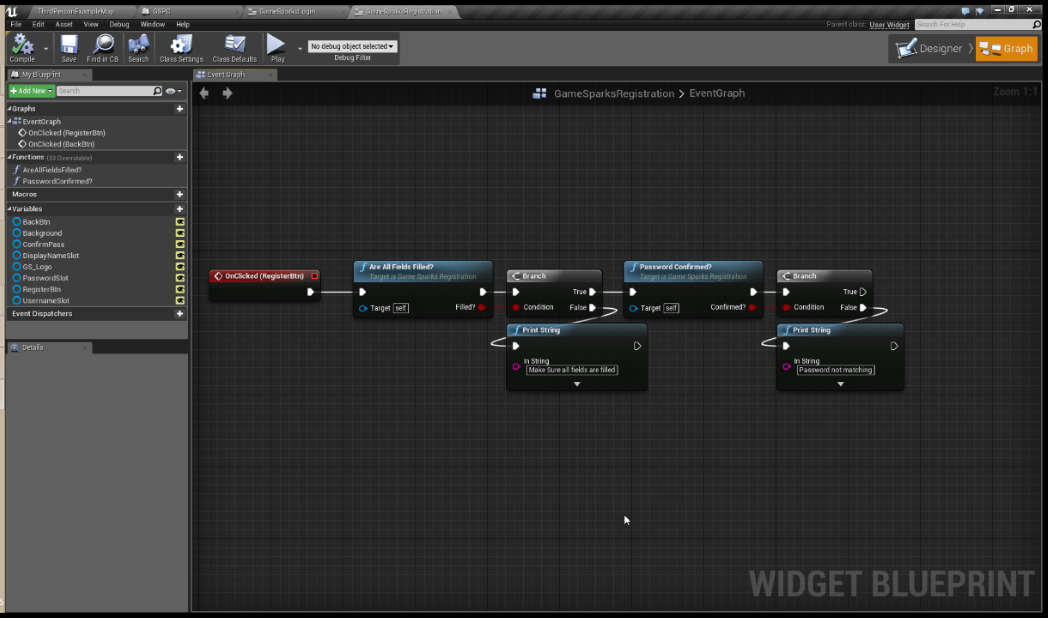 ThirdPersonExampleMap GSPC GameSparksLogin GameSparksRegistration
File Edit Asset View Debug Window Help
Parent class: User Widget Search For Help
Compile Save Find in CB Search Class Settings Class Defaults Play
No debug object selected
Debug Filter
Designer Graph
My Blueprint
Event Graph
Add New Search
GameSparksRegistration > EventGraph
Zoom 1:1
Graphs
EventGraph
OnClicked (RegisterBtn)
OnClicked (BackBtn)
Functions (33 Overridable)
AreAllFieldsFilled?
PasswordConfirmed?
Macros
Variables
BackBtn
Background
ConfirmPass
DisplayNameSlot
GS_Logo
PasswordSlot
RegisterBtn
UsernameSlot
Event Dispatchers
Details
OnClicked (RegisterBtn)
Are All Fields Filled?
Target is Game Sparks Registration
Target self Filled?
Branch
True
Condition False
Print String
In String
Make Sure all fields are filled
Password Confirmed?
Target is Game Sparks Registration
Target self Confirmed?
Branch
True
Condition False
Print String
In String
Password not matching
WIDGET BLUEPRINT